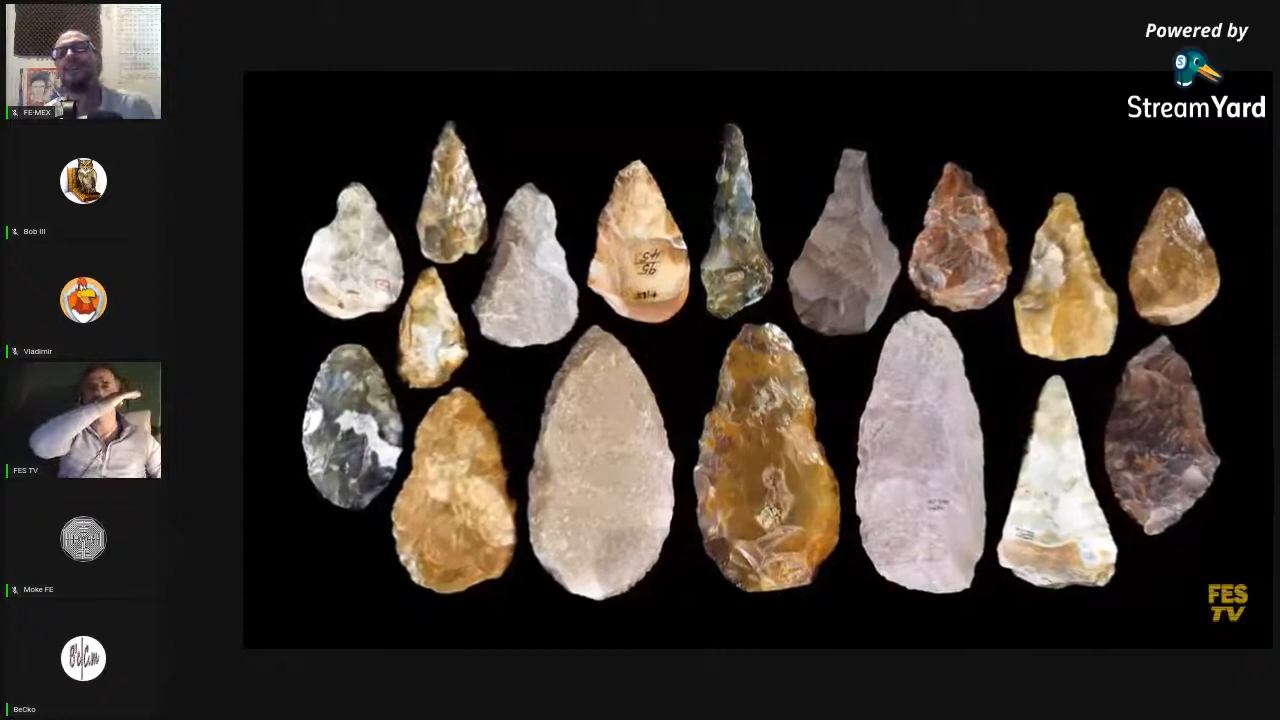 Powered by
StreamYard
FE-MEX
Bob III
Vladimir
FES TV
Moke FE
BeCko
FES
TV